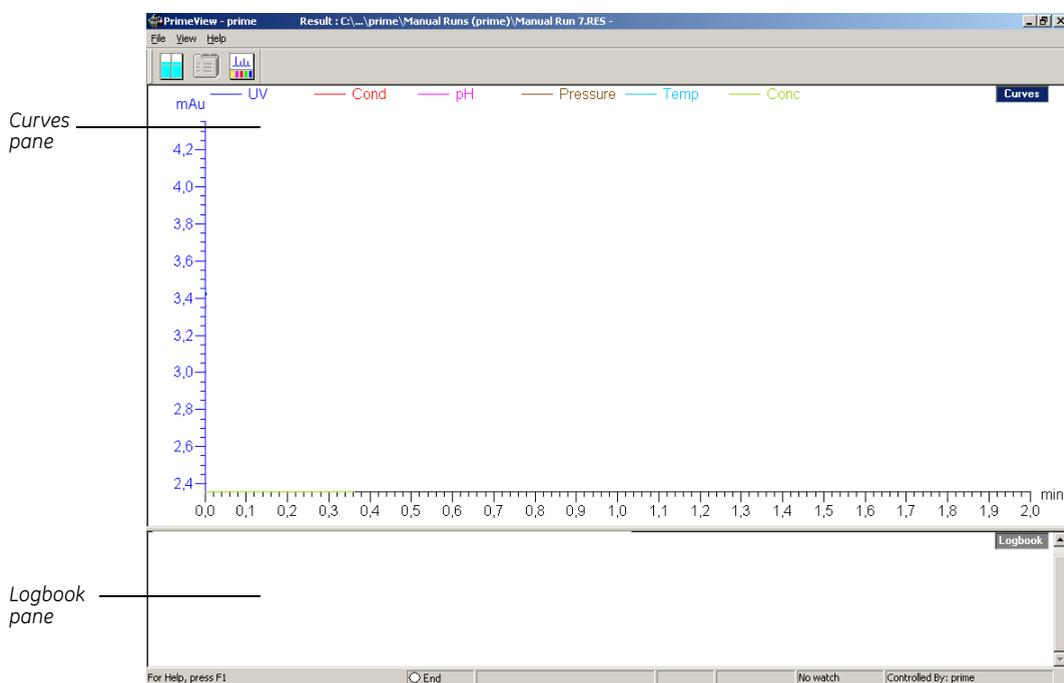 PrimeView - prime Result : C:\...\prime\Manual Runs (prime)\Manual Run 7.RES -
File View Help
UV Cond pH Pressure Temp Conc Curves
mAu
Curves
pane
4,2
4,0
3,8
3,6
3,4
3,2
3,0
2,8
2,6
2,4
min
0,0 0,1 0,2 0,3 0,4 0,5 0,6 0,7 0,8 0,9 1,0 1,1 1,2 1,3 1,4 1,5 1,6 1,7 1,8 1,9 2,0
Logbook
Logbook
pane
For Help, press F1 End No watch Controlled By: prime